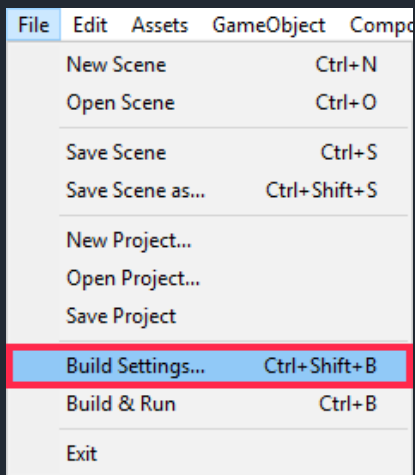 File Edit Assets GameObject Compo
New Scene Ctrl+N
Open Scene Ctrl+O
Save Scene Ctrl+S
Save Scene as... Ctrl+Shift+S
New Project...
Open Project...
Save Project
Build Settings... Ctrl+Shift+B
Build & Run Ctrl+B
Exit